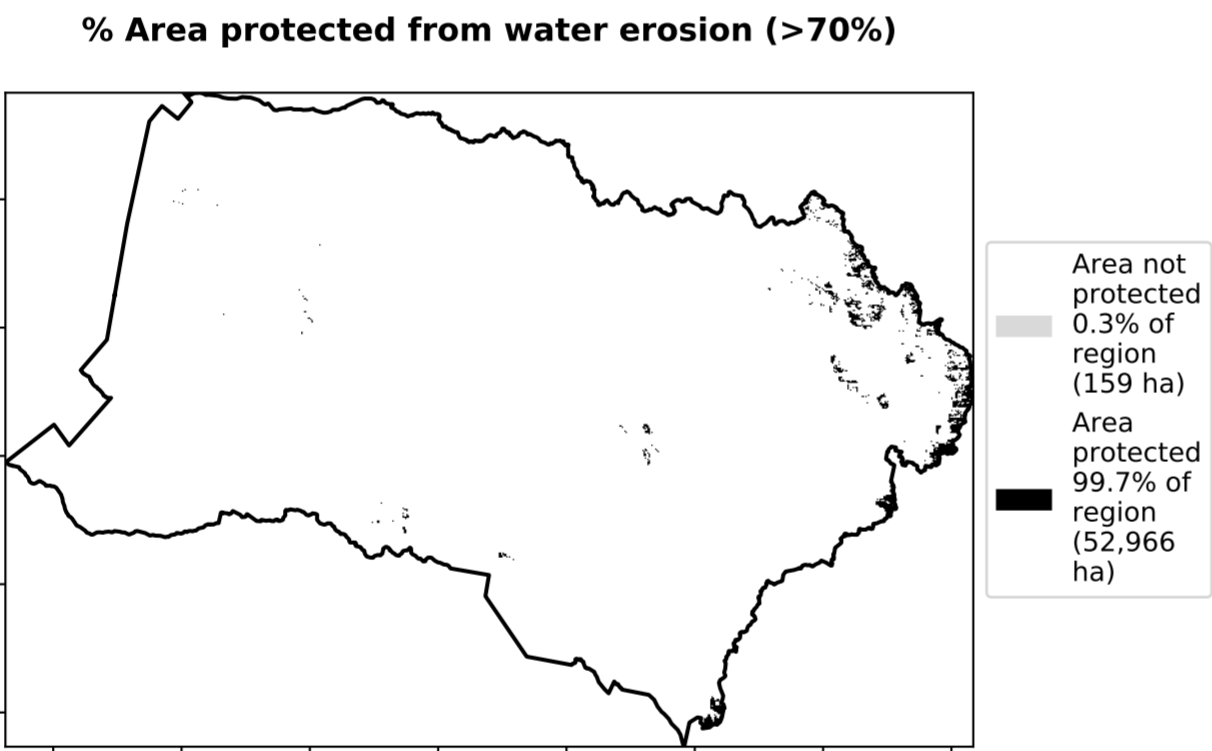 % Area protected from water erosion (>70%)
Area not
protected
0.3% of
region
(159 ha)
Area
protected
99.7% of
region
(52,966
ha)